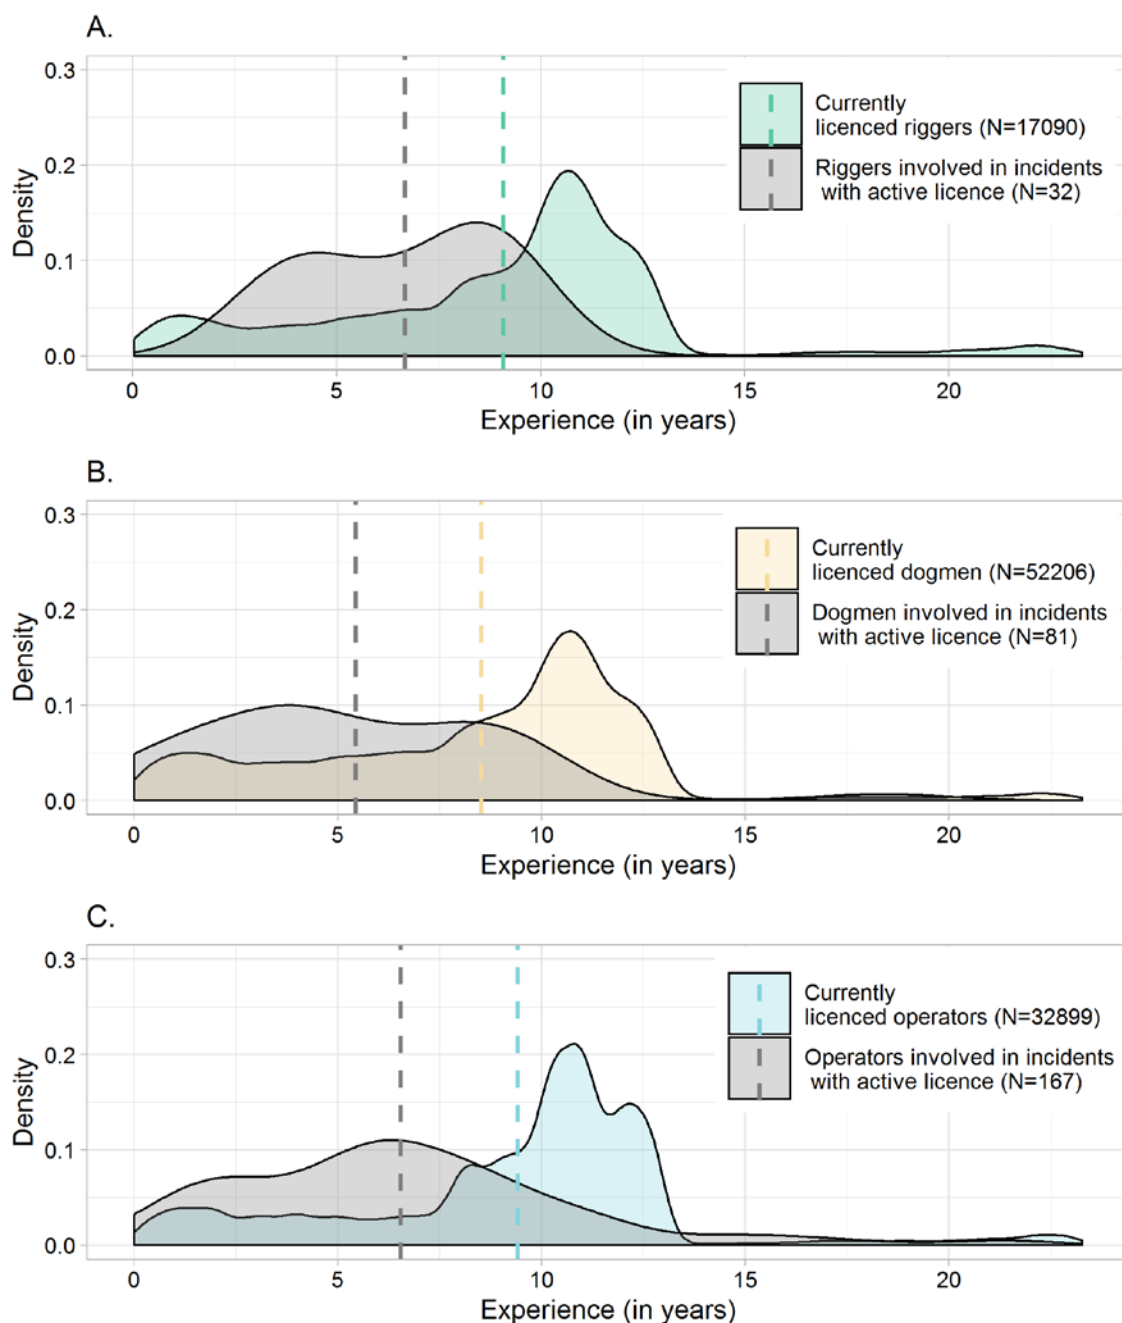 A.
0.3
0.2
0.1
0.0
Density
Currently
licenced riggers (N=17090)
Riggers involved in incidents
with active licence (N=32)
0 5 10 15 20
Experience (in years)
B.
0.3
0.2
0.1
0.0
Density
Currently
licenced dogmen (N=52206)
Dogmen involved in incidents
with active licence (N=81)
0 5 10 15 20
Experience (in years)
C.
0.3
0.2
0.1
0.0
Density
Currently
licenced operators (N=32899)
Operators involved in incidents
with active licence (N=167)
0 5 10 15 20
Experience (in years)